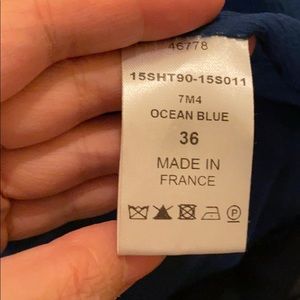 46778
15SHT90-15S011
7M4
OCEAN BLUE
36
MADE IN
FRANCE
P